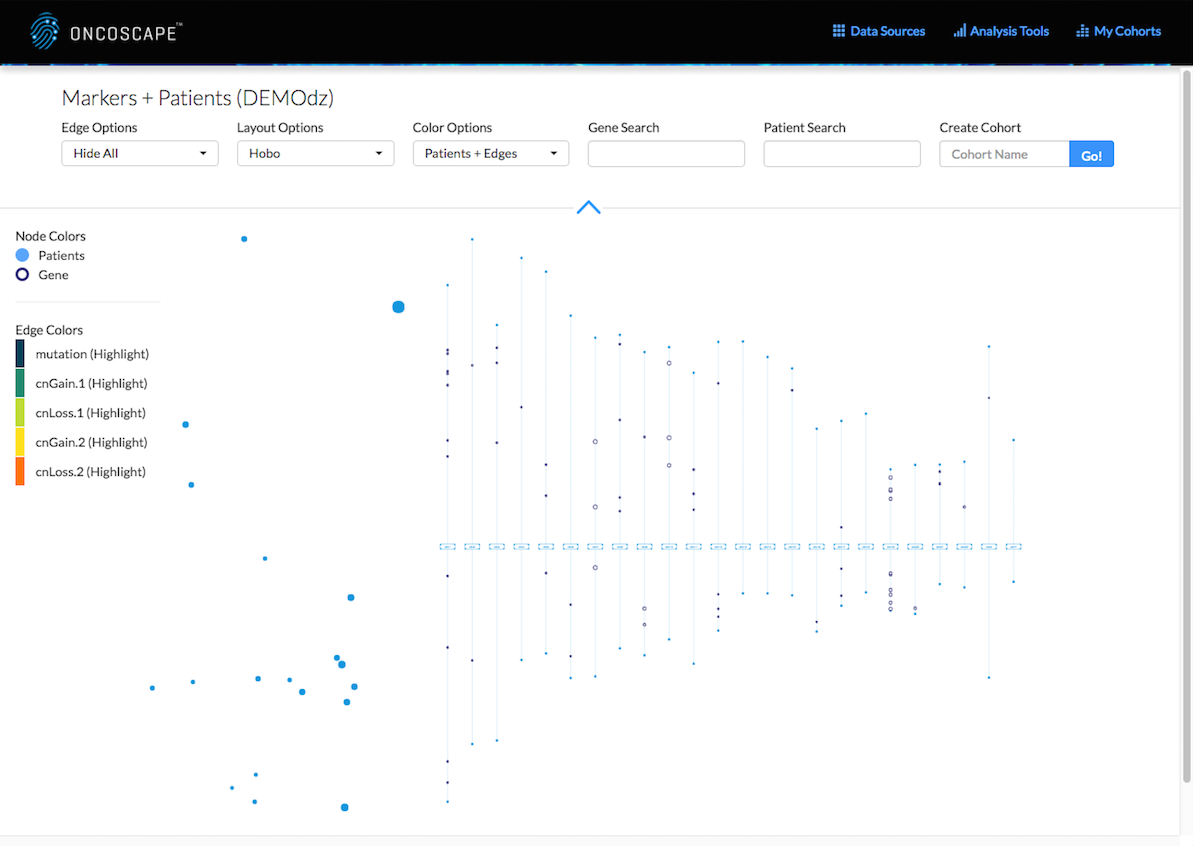 ONCOSCAPE™
Data Sources
Analysis Tools
My Cohorts
Markers + Patients (DEMOdz)
Edge Options
Layout Options
Color Options
Gene Search
Patient Search
Create Cohort
Hide All
Hobo
Patients + Edges
Cohort Name
Go!
Node Colors
Patients
Gene
Edge Colors
mutation (Highlight)
cnGain.1 (Highlight)
cnLoss.1 (Highlight)
cnGain.2 (Highlight)
cnLoss.2 (Highlight)